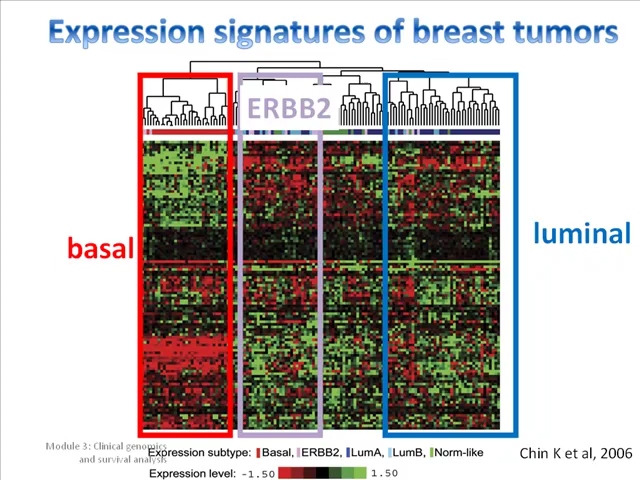 Expression signatures of breast tumors
ERBB2
basal
luminal
Module 3: Clinical genomics
and survival analysis
Expression subtype: Basal, ERBB2, LumA, LumB, Norm-like
Chin K et al, 2006
Expression level: -1.50 1.50